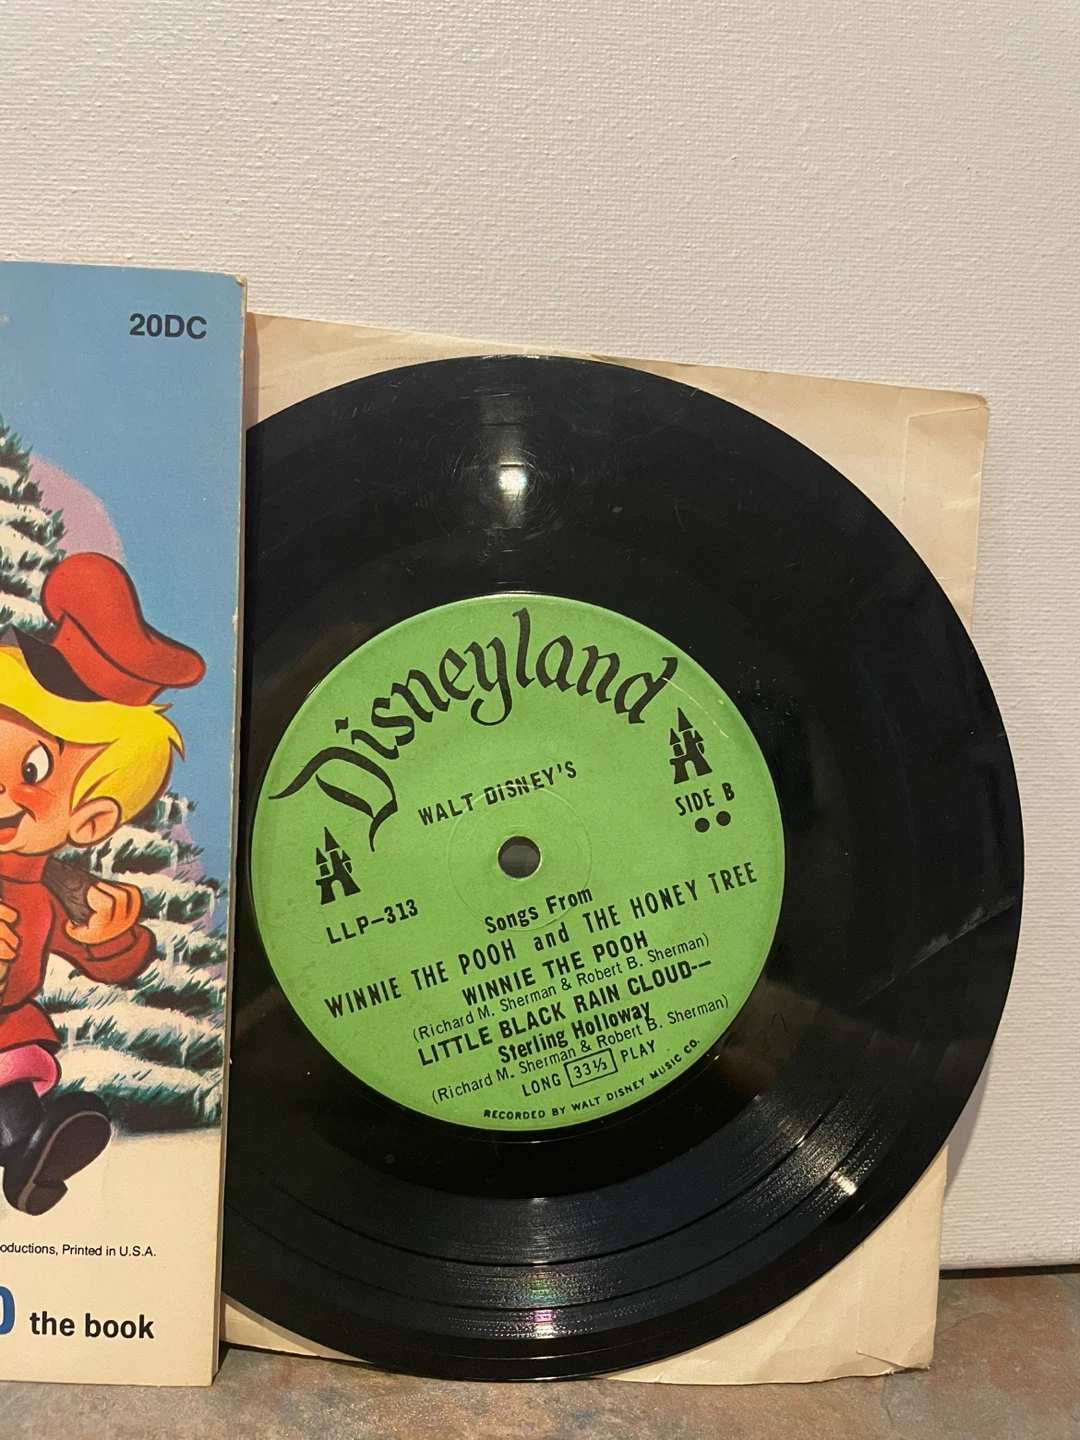 20DC
oductions, Printed in U.S.A.
the book
Disneyland
WALT DISNEY'S
SIDE B
LLP-313
Songs From
WINNIE THE POOH and THE HONEY TREE
WINNIE THE POOH
(Richard M. Sherman & Robert B. Sherman)
LITTLE BLACK RAIN CLOUD--
Sterling Holloway
(Richard M. Sherman & Robert B. Sherman)
LONG 33⅓ PLAY
RECORDED BY WALT DISNEY MUSIC CO.